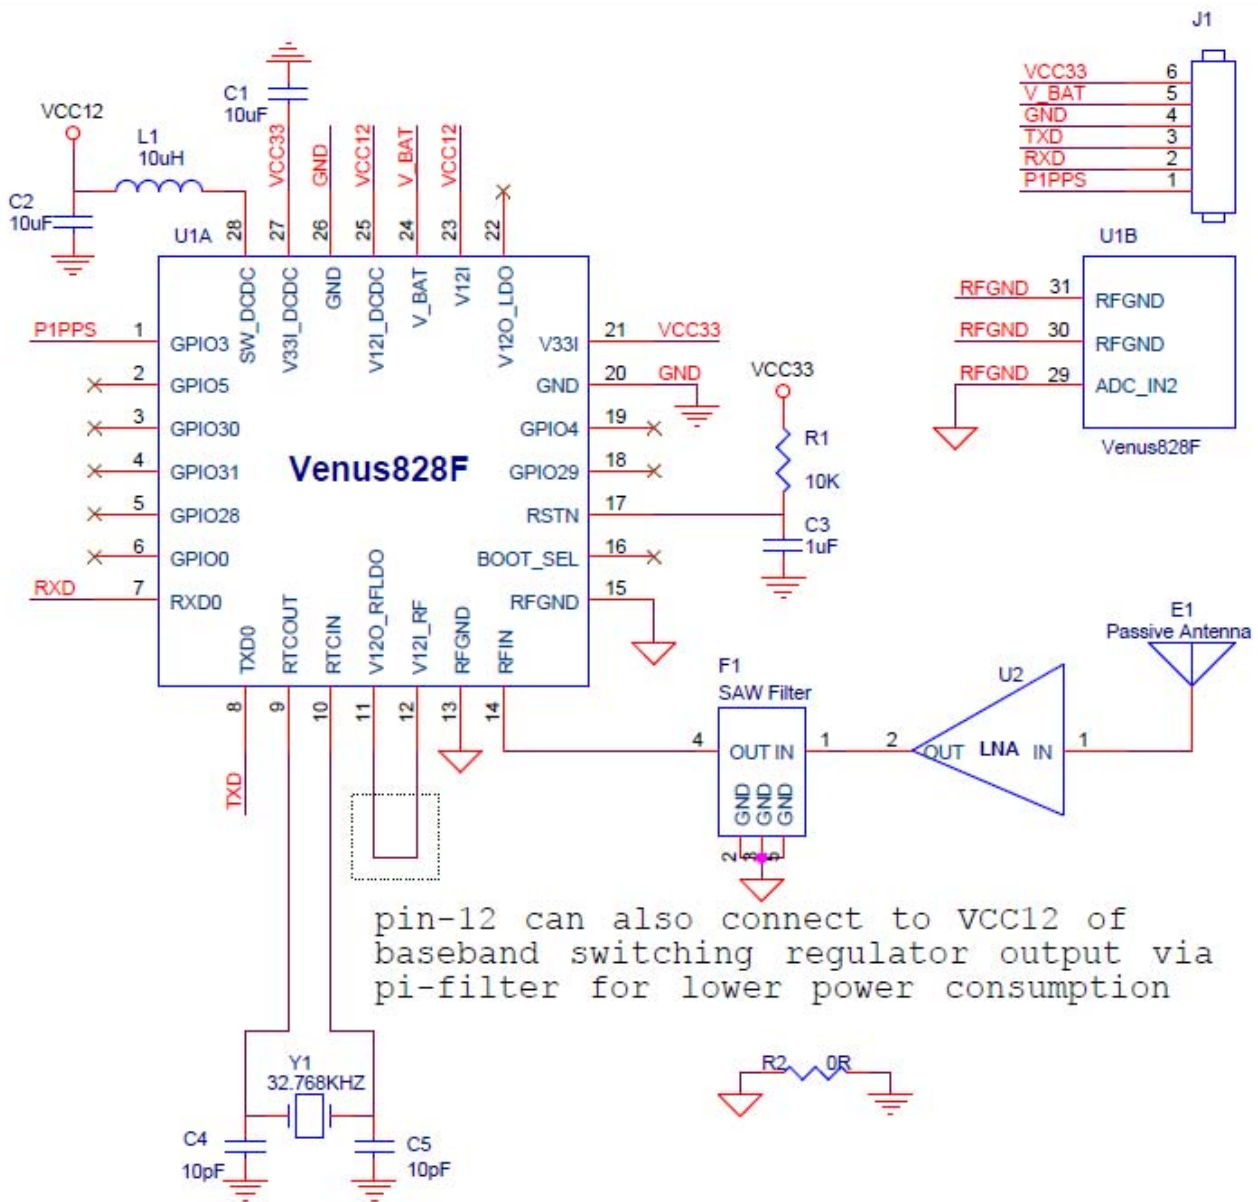 J1
VCC33 6
V_BAT 5
GND 4
TXD 3
RXD 2
P1PPS 1
C1
10uF
VCC12
L1
10uH
C2
10uF
VCC33
GND
VCC12
V_BAT
VCC12
U1A
28
27
26
25
24
23
22
SW_DCDC
V33I_DCDC
GND
V12I_DCDC
V_BAT
V12I
V12O_LDO
P1PPS 1 GPIO3
2 GPIO5
3 GPIO30
4 GPIO31
5 GPIO28
6 GPIO0
RXD 7 RXD0
Venus828F
V33I 21 VCC33
GND 20 GND
GPIO4 19
GPIO29 18
RSTN 17
BOOT_SEL 16
RFGND 15
VCC33
R1
10K
C3
1uF
U1B
RFGND 31 RFGND
RFGND 30 RFGND
RFGND 29 ADC_IN2
Venus828F
TXD0
RTCOUT
RTCIN
V12O_RFLDO
V12I_RF
RFGND
RFIN
8
9
10
11
12
13
14
TXD
E1
Passive Antenna
F1
SAW Filter
U2
4 OUT IN 1
2 OUT LNA IN 1
GND
GND
GND
2
3
5
pin-12 can also connect to VCC12 of
baseband switching regulator output via
pi-filter for lower power consumption
Y1
32.768KHZ
C4
10pF
C5
10pF
R2 0R